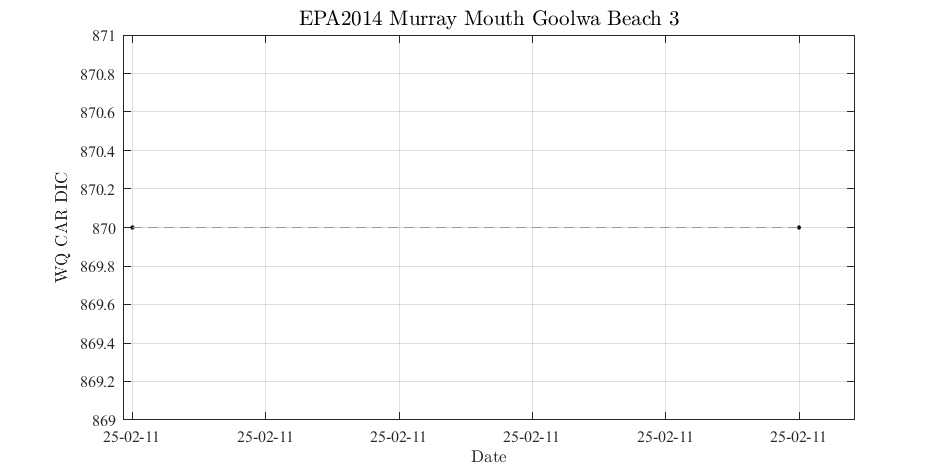 EPA2014 Murray Mouth Goolwa Beach 3
871
870.8
870.6
870.4
870.2
870
869.8
869.6
869.4
869.2
869
WQ CAR DIC
25-02-11 25-02-11 25-02-11 25-02-11 25-02-11 25-02-11
Date